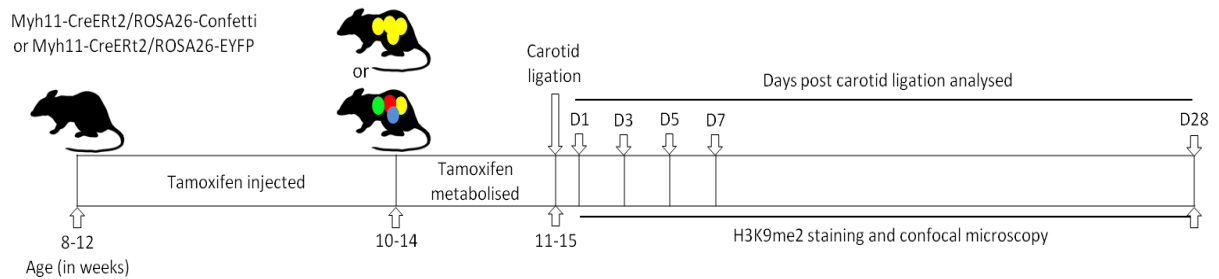 Myh11-CreERt2/ROSA26-Confetti
or Myh11-CreERt2/ROSA26-EYFP
or
Carotid
ligation
Days post carotid ligation analysed
D1
D3
D5
D7
D28
Tamoxifen injected
Tamoxifen
metabolised
8-12
10-14
11-15
H3K9me2 staining and confocal microscopy
Age (in weeks)